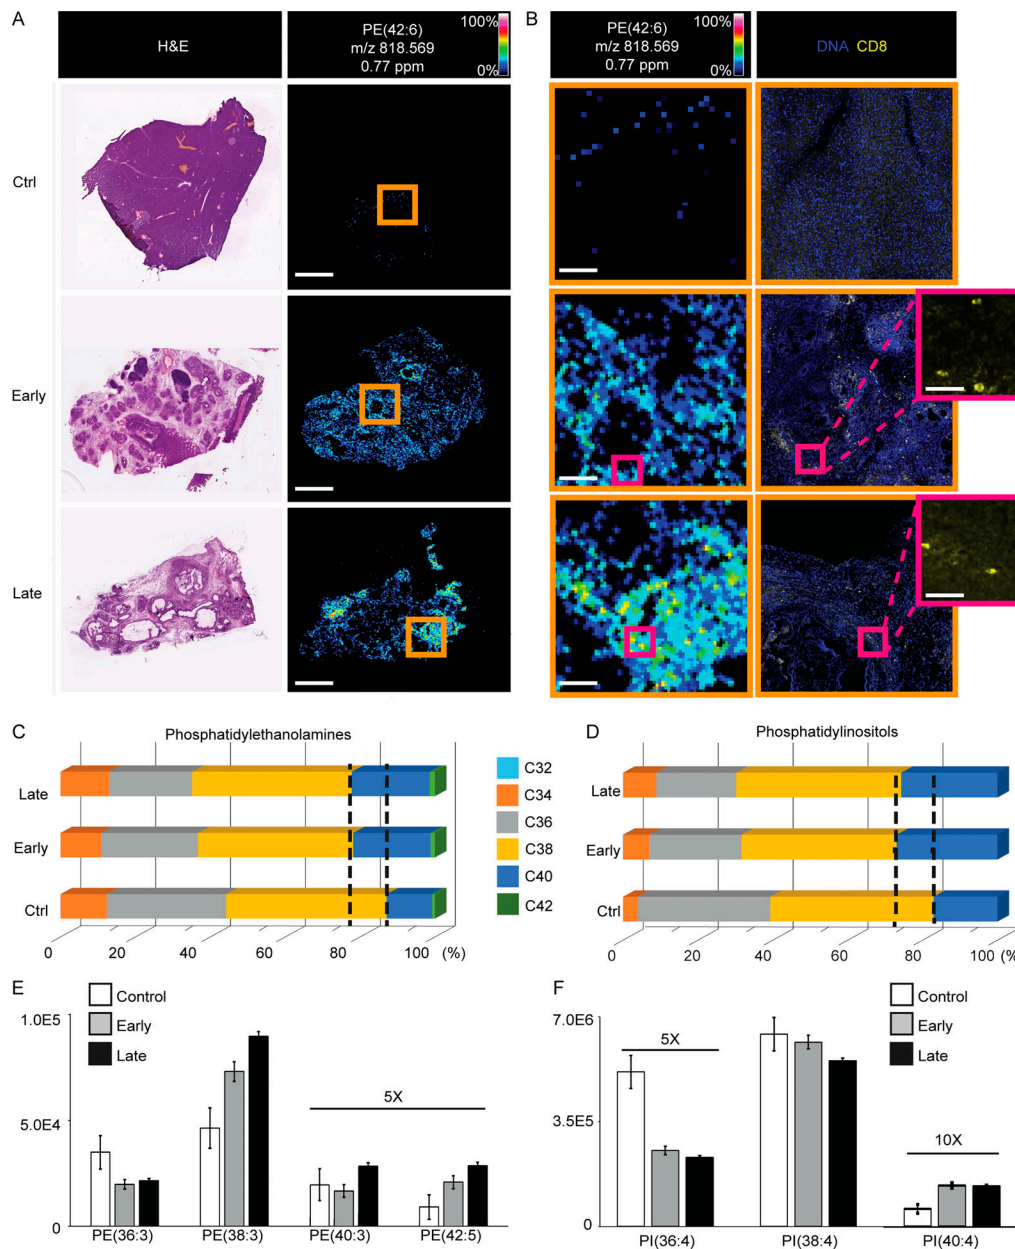 A
H&E
PE(42:6)
m/z 818.569
0.77 ppm
100%
0%
B
PE(42:6)
m/z 818.569
0.77 ppm
100%
0%
DNA CD8
Ctrl
Early
Late
C
Phosphatidylethanolamines
Late
Early
Ctrl
0 20 40 60 80 100 (%)
C32
C34
C36
C38
C40
C42
D
Phosphatidylinositols
Late
Early
Ctrl
0 20 40 60 80 100 (%)
E
Control
Early
Late
1.0E5
5.0E4
0
5X
PE(36:3) PE(38:3) PE(40:3) PE(42:5)
F
Control
Early
Late
7.0E6
3.5E6
0
5X
10X
PI(36:4) PI(38:4) PI(40:4)